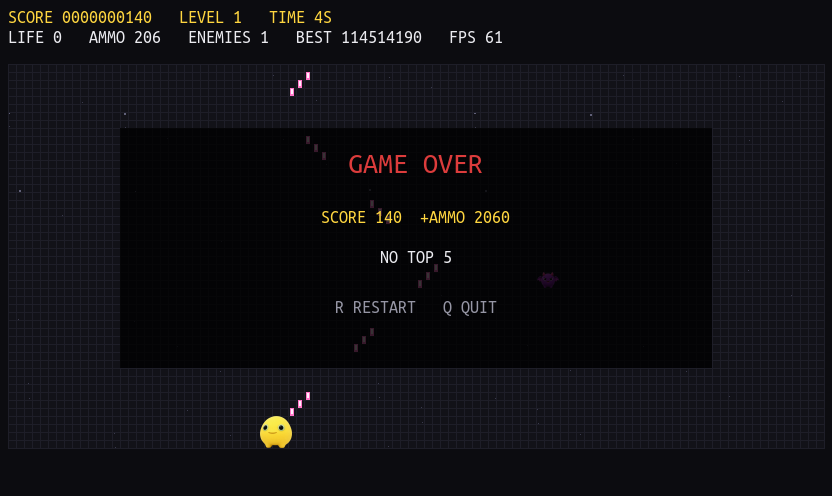 SCORE 0000000140 LEVEL 1 TIME 4S
LIFE 0 AMMO 206 ENEMIES 1 BEST 114514190 FPS 61
GAME OVER
SCORE 140 +AMMO 2060
NO TOP 5
R RESTART Q QUIT